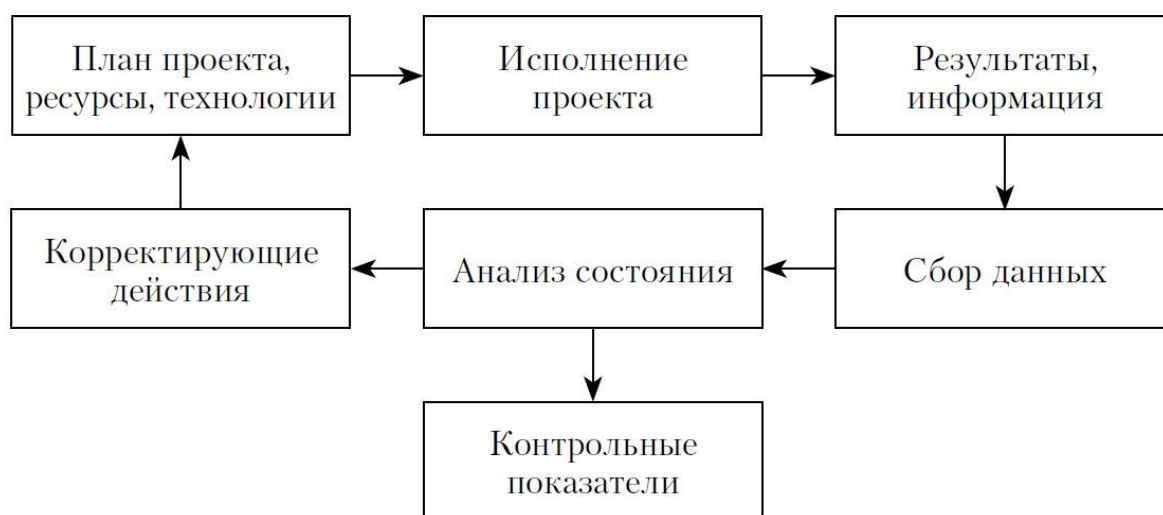 План проекта,
ресурсы, технологии
Исполнение
проекта
Результаты,
информация
Корректирующие
действия
Анализ состояния
Сбор данных
Контрольные
показатели